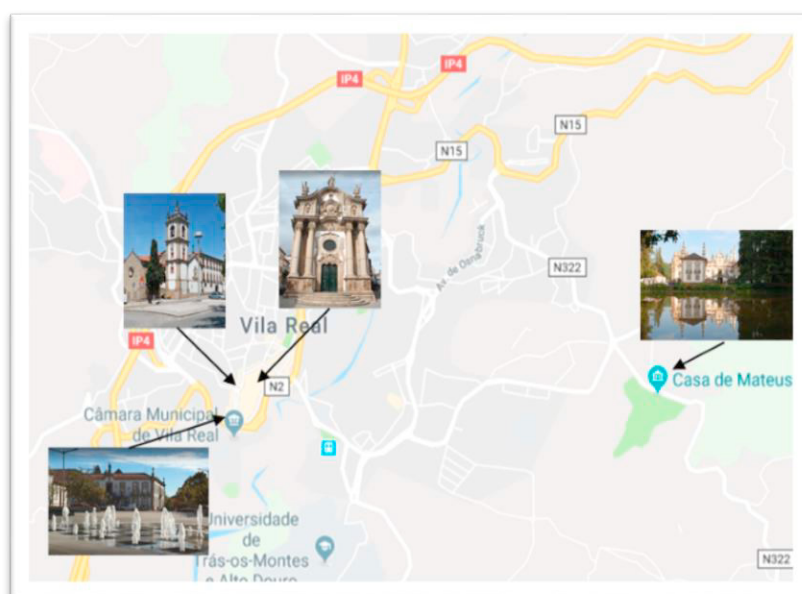 IP4
IP4
N15
N15
Av. de Osnabruck
N322
Vila Real
IP4
Casa de Mateus
N2
Câmara Municipal
de Vila Real
Universidade
de
Trás-os-Montes
e Alto Douro
N322